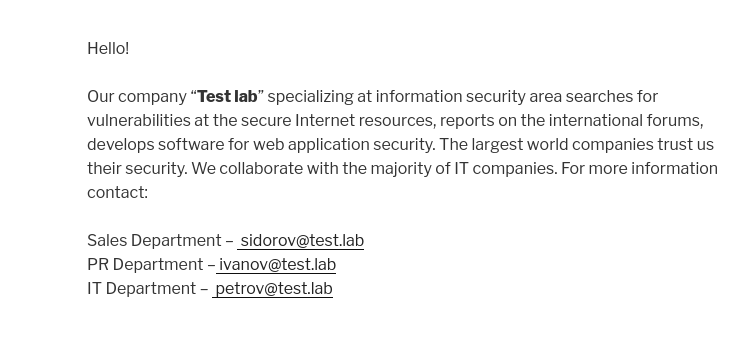 Hello!
Our company “Test lab” specializing at information security area searches for
vulnerabilities at the secure Internet resources, reports on the international forums,
develops software for web application security. The largest world companies trust us
their security. We collaborate with the majority of IT companies. For more information
contact:
Sales Department – sidorov@test.lab
PR Department – ivanov@test.lab
IT Department – petrov@test.lab